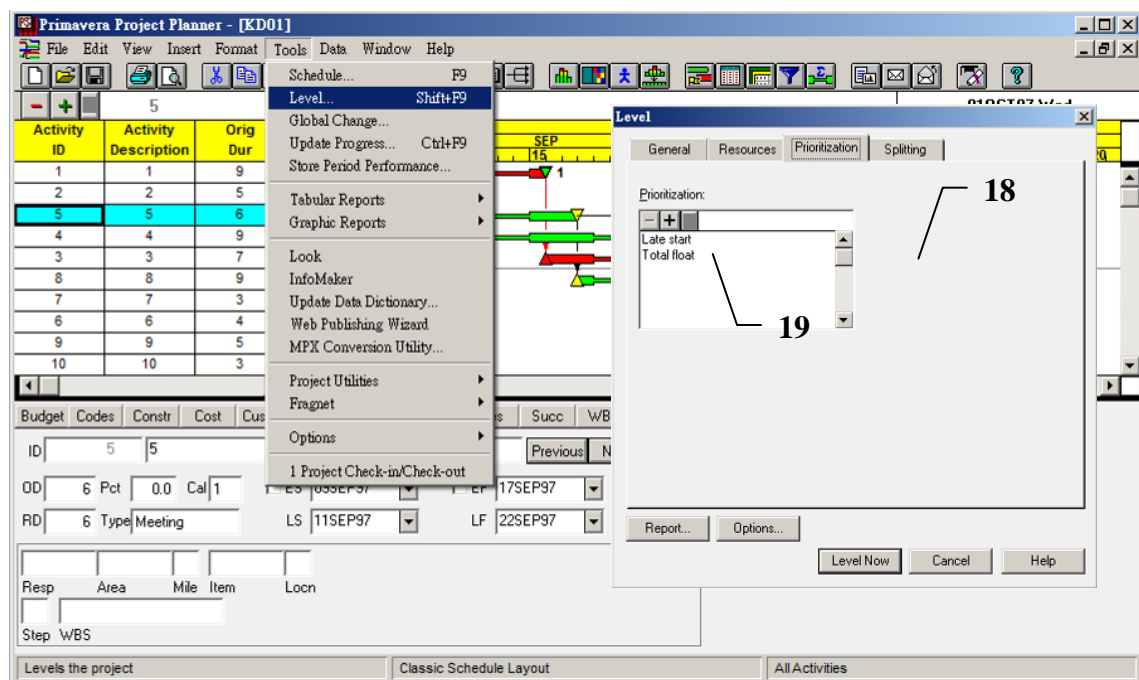 Primavera Project Planner - [KD01]
File Edit View Insert Format Tools Data Window Help
5
Schedule... F9
Level... Shift+F9
Global Change...
Update Progress... Ctrl+F9
Store Period Performance...
Tabular Reports
Graphic Reports
Look
InfoMaker
Update Data Dictionary...
Web Publishing Wizard
MPX Conversion Utility...
Project Utilities
Fragnet
Options
1 Project Check-in/Check-out
Activity ID Activity Description Orig Dur
SEP
15
1 1 9 1
2 2 5
5 5 6
4 4 9
3 3 7
8 8 9
7 7 3
6 6 4
9 9 5
10 10 3
Level
General Resources Prioritization Splitting
Prioritization:
Late start
Total float
18
19
Report... Options...
Level Now Cancel Help
Budget Codes Constr Cost Cus Succ WB
ID 5 5 Previous N
OD 6 Pct 0.0 Cal 1 EF 17SEP97
RD 6 Type Meeting LS 11SEP97 LF 22SEP97
Resp Area Mile Item Locn
Step WBS
Levels the project Classic Schedule Layout All Activities